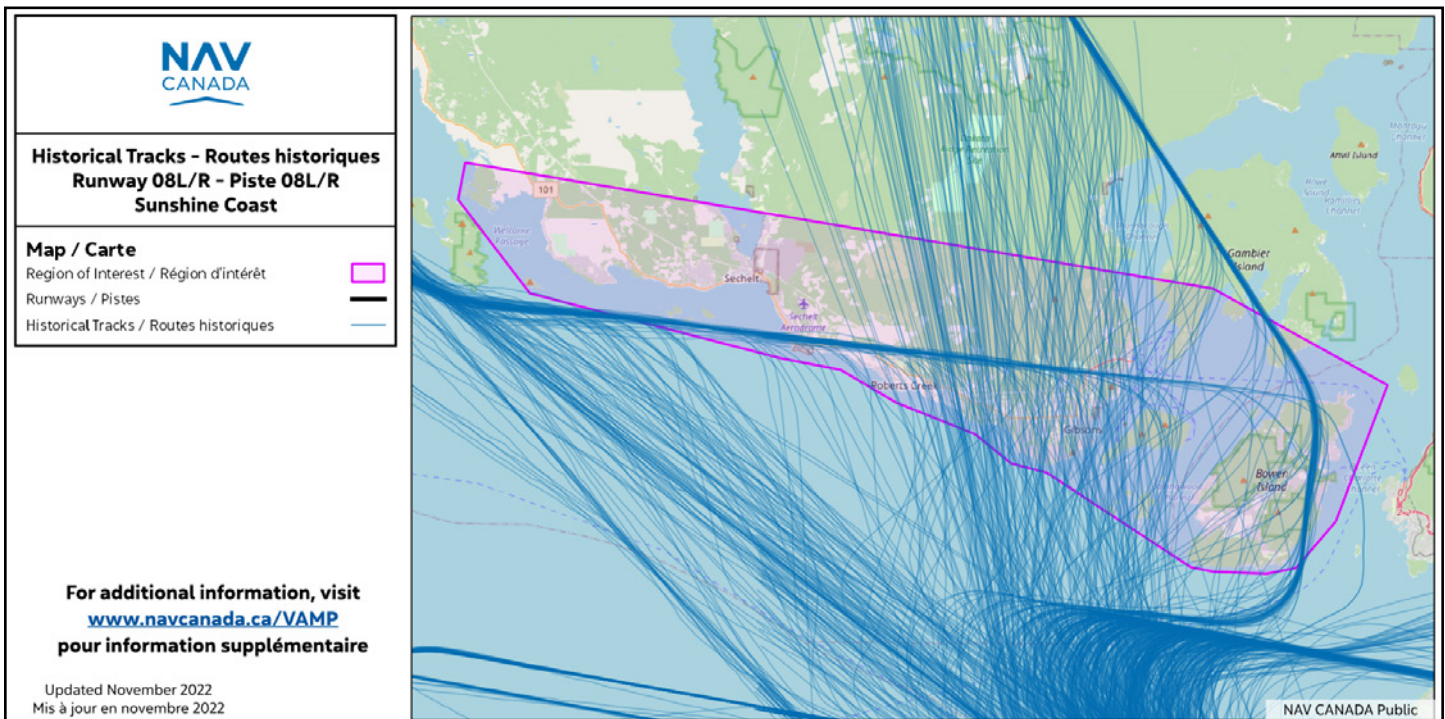 NAV
CANADA
Historical Tracks - Routes historiques
Runway 08L/R - Piste 08L/R
Sunshine Coast
Map / Carte
Region of Interest / Région d'intérêt
Runways / Pistes
Historical Tracks / Routes historiques
For additional information, visit
www.navcanada.ca/VAMP
pour information supplémentaire
Updated November 2022
Mis à jour en novembre 2022
101
Welcome
Passage
Sechelt
Sechelt
Aerodrome
Roberts Creek
Gibsons
Gambier
Island
Anvil Island
Bowen
Island
NAV CANADA Public